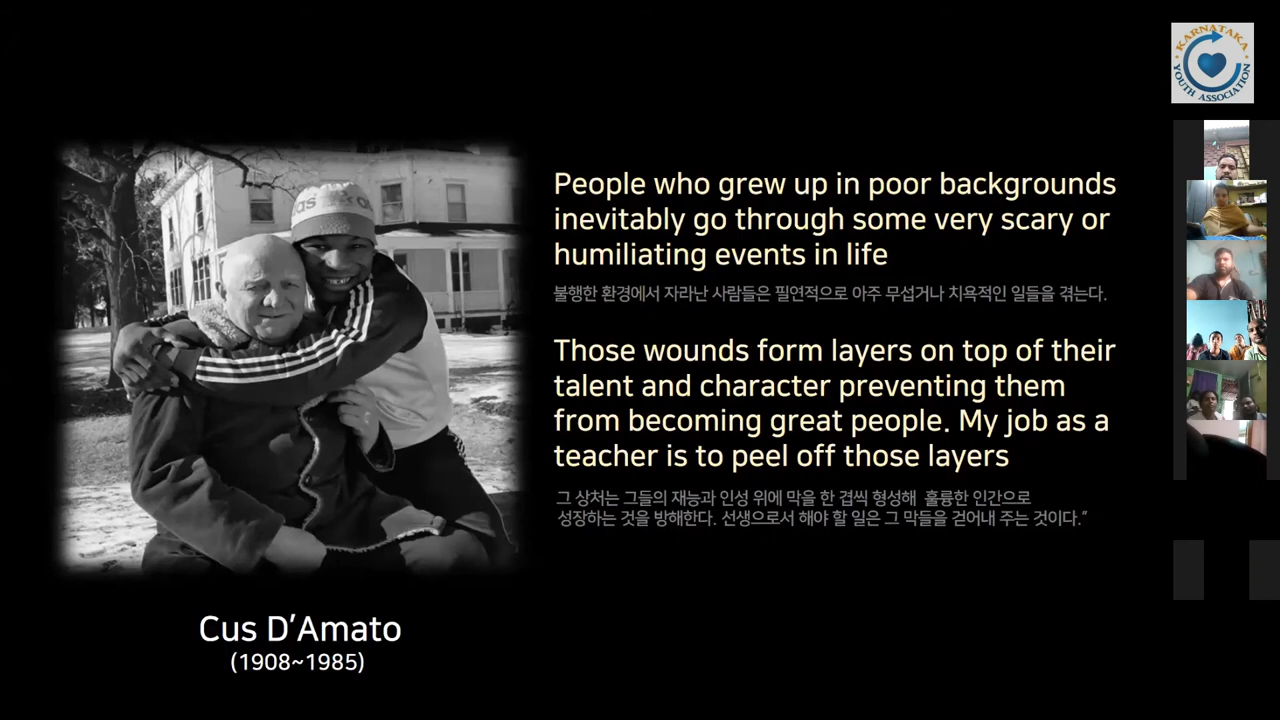 KARNATAKA
YOUTH ASSOCIATION
People who grew up in poor backgrounds
inevitably go through some very scary or
humiliating events in life
불행한 환경에서 자라난 사람들은 필연적으로 아주 무섭거나 치욕적인 일들을 겪는다.
Those wounds form layers on top of their
talent and character preventing them
from becoming great people. My job as a
teacher is to peel off those layers
그 상처는 그들의 재능과 인성 위에 막을 한 겹씩 형성해 훌륭한 인간으로
성장하는 것을 방해한다. 선생으로서 해야 할 일은 그 막들을 걷어내 주는 것이다.”
Cus D’Amato
(1908~1985)